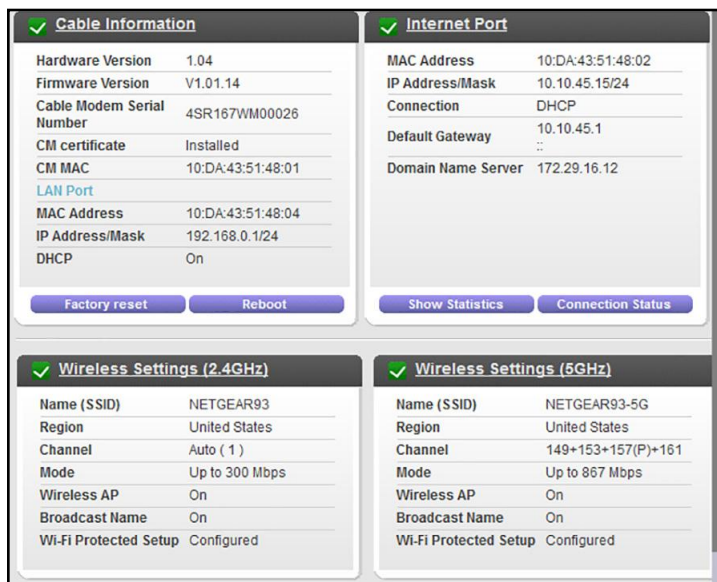 Cable Information
Hardware Version 1.04
Firmware Version V1.01.14
Cable Modem Serial
Number 4SR167WM00026
CM certificate Installed
CM MAC 10:DA:43:51:48:01
LAN Port
MAC Address 10:DA:43:51:48:04
IP Address/Mask 192.168.0.1/24
DHCP On
Factory reset Reboot
Internet Port
MAC Address 10:DA:43:51:48:02
IP Address/Mask 10.10.45.15/24
Connection DHCP
Default Gateway 10.10.45.1
::
Domain Name Server 172.29.16.12
Show Statistics Connection Status
Wireless Settings (2.4GHz)
Name (SSID) NETGEAR93
Region United States
Channel Auto ( 1 )
Mode Up to 300 Mbps
Wireless AP On
Broadcast Name On
Wi-Fi Protected Setup Configured
Wireless Settings (5GHz)
Name (SSID) NETGEAR93-5G
Region United States
Channel 149+153+157(P)+161
Mode Up to 867 Mbps
Wireless AP On
Broadcast Name On
Wi-Fi Protected Setup Configured